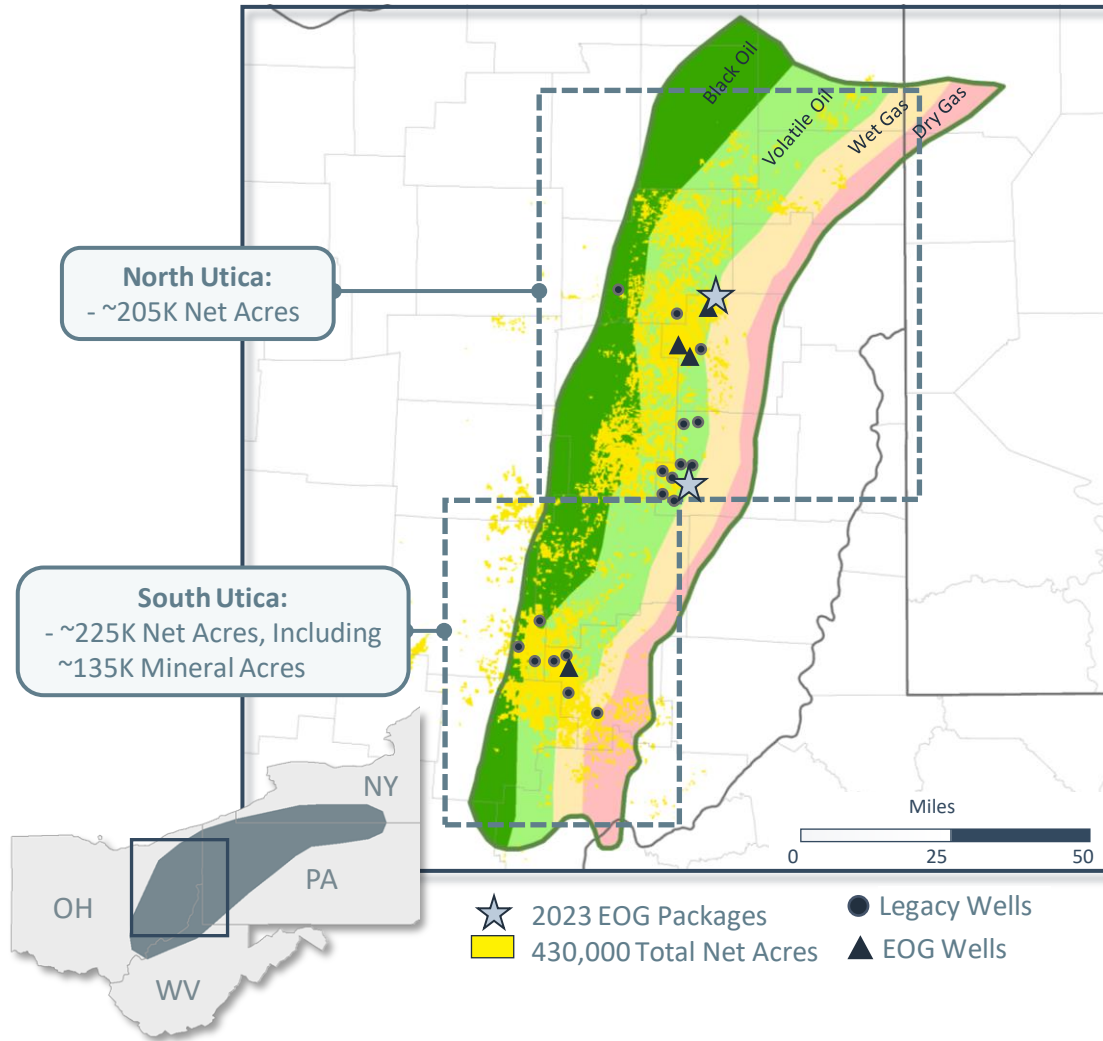 Black Oil
Volatile Oil
Wet Gas
Dry Gas
North Utica:
- ~205K Net Acres
South Utica:
- ~225K Net Acres, Including
~135K Mineral Acres
NY
PA
OH
WV
Miles
0 25 50
2023 EOG Packages
430,000 Total Net Acres
Legacy Wells
EOG Wells